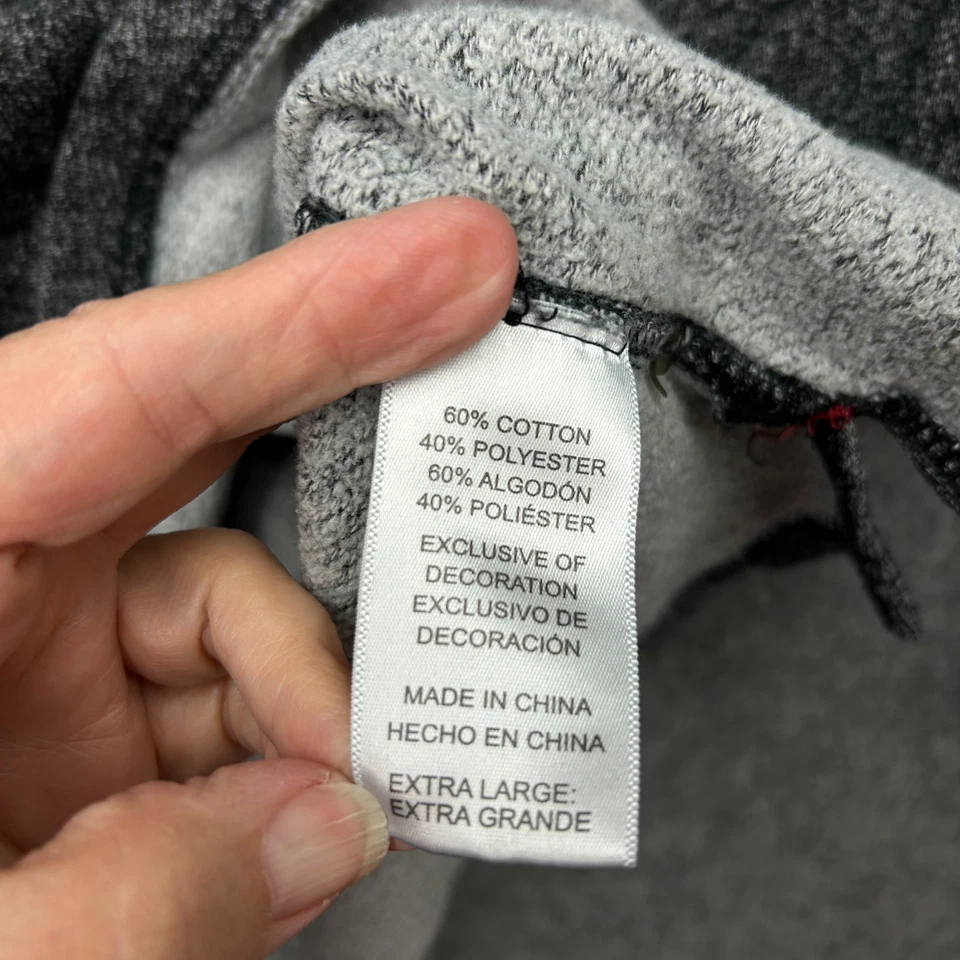 60% COTTON
40% POLYESTER
60% ALGODÓN
40% POLIÉSTER
EXCLUSIVE OF
DECORATION
EXCLUSIVO DE
DECORACIÓN
MADE IN CHINA
HECHO EN CHINA
EXTRA LARGE:
EXTRA GRANDE